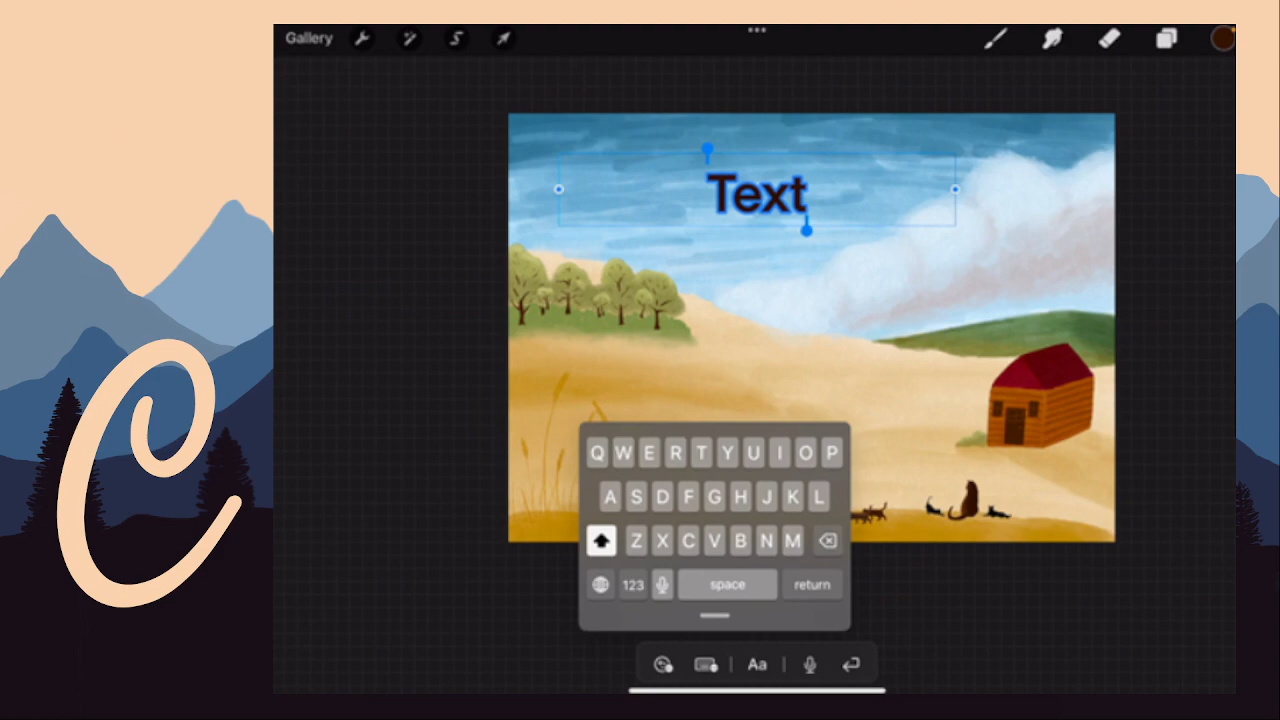 Gallery
Text
Q W E R T Y U I O P
A S D F G H J K L
Z X C V B N M
123 space return
Aa
C